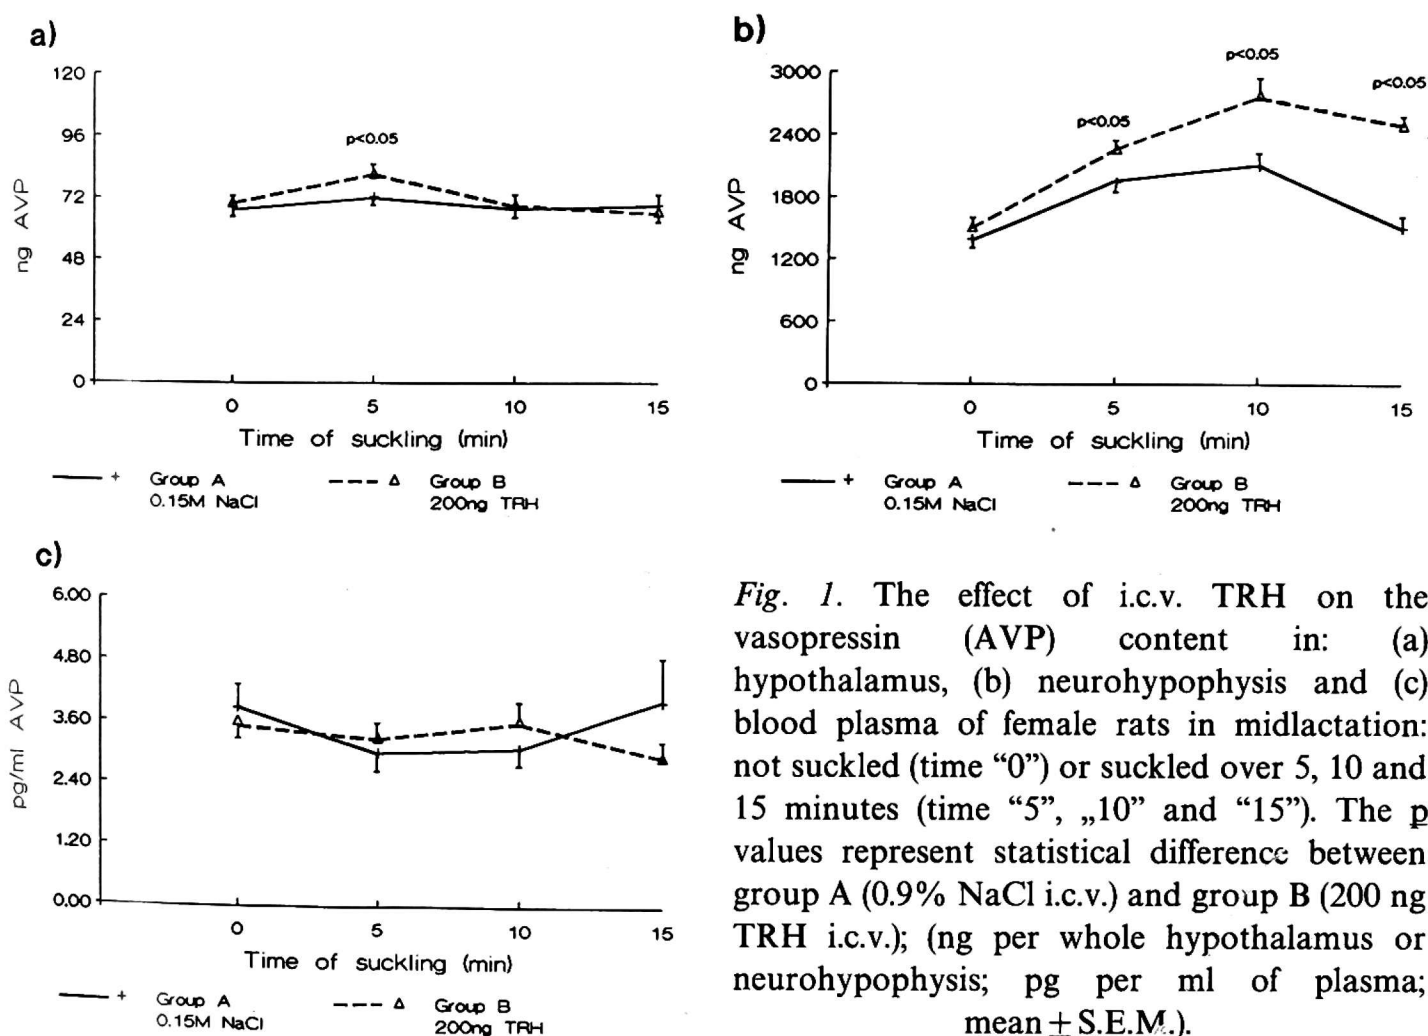 a)
120
96
72
48
24
0
ng AVP
p<0.05
0 5 10 15
Time of suckling (min)
+ Group A
0.15M NaCl
Δ Group B
200ng TRH
b)
3000
2400
1800
1200
600
0
ng AVP
p<0.05
p<0.05
p<0.05
0 5 10 15
Time of suckling (min)
+ Group A
0.15M NaCl
Δ Group B
200ng TRH
c)
6.00
4.80
3.60
2.40
1.20
0.00
pg/ml AVP
0 5 10 15
Time of suckling (min)
+ Group A
0.15M NaCl
Δ Group B
200ng TRH
Fig. 1. The effect of i.c.v. TRH on the
vasopressin (AVP) content in: (a)
hypothalamus, (b) neurohypophysis and (c)
blood plasma of female rats in midlactation:
not suckled (time “0”) or suckled over 5, 10 and
15 minutes (time “5”, „10” and “15”). The p
values represent statistical difference between
group A (0.9% NaCl i.c.v.) and group B (200 ng
TRH i.c.v.); (ng per whole hypothalamus or
neurohypophysis; pg per ml of plasma;
mean ± S.E.M.).